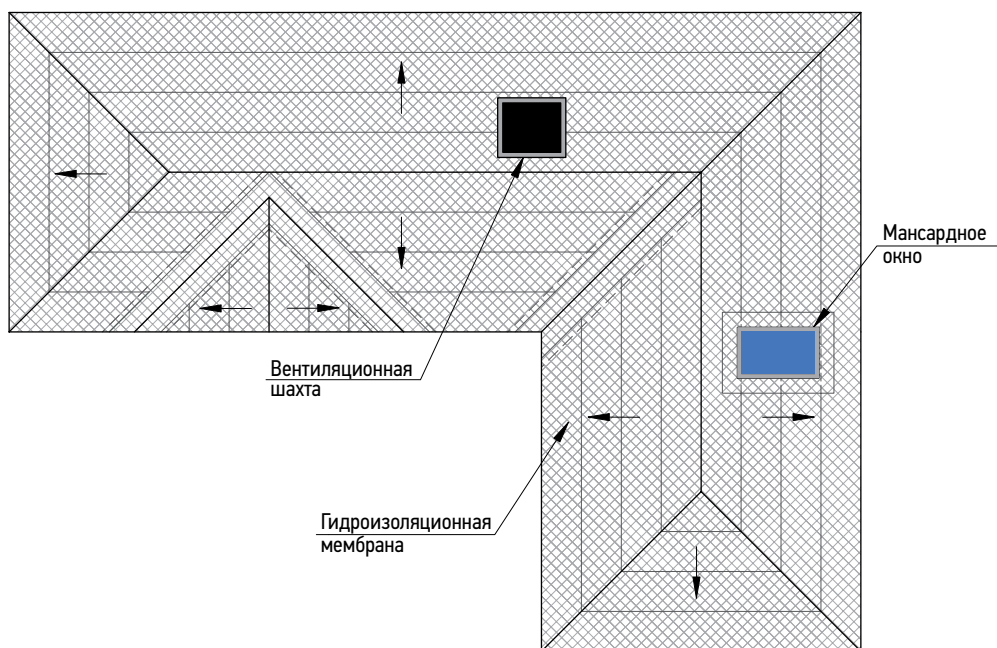 Мансардное
окно
Вентиляционная
шахта
Гидроизоляционная
мембрана